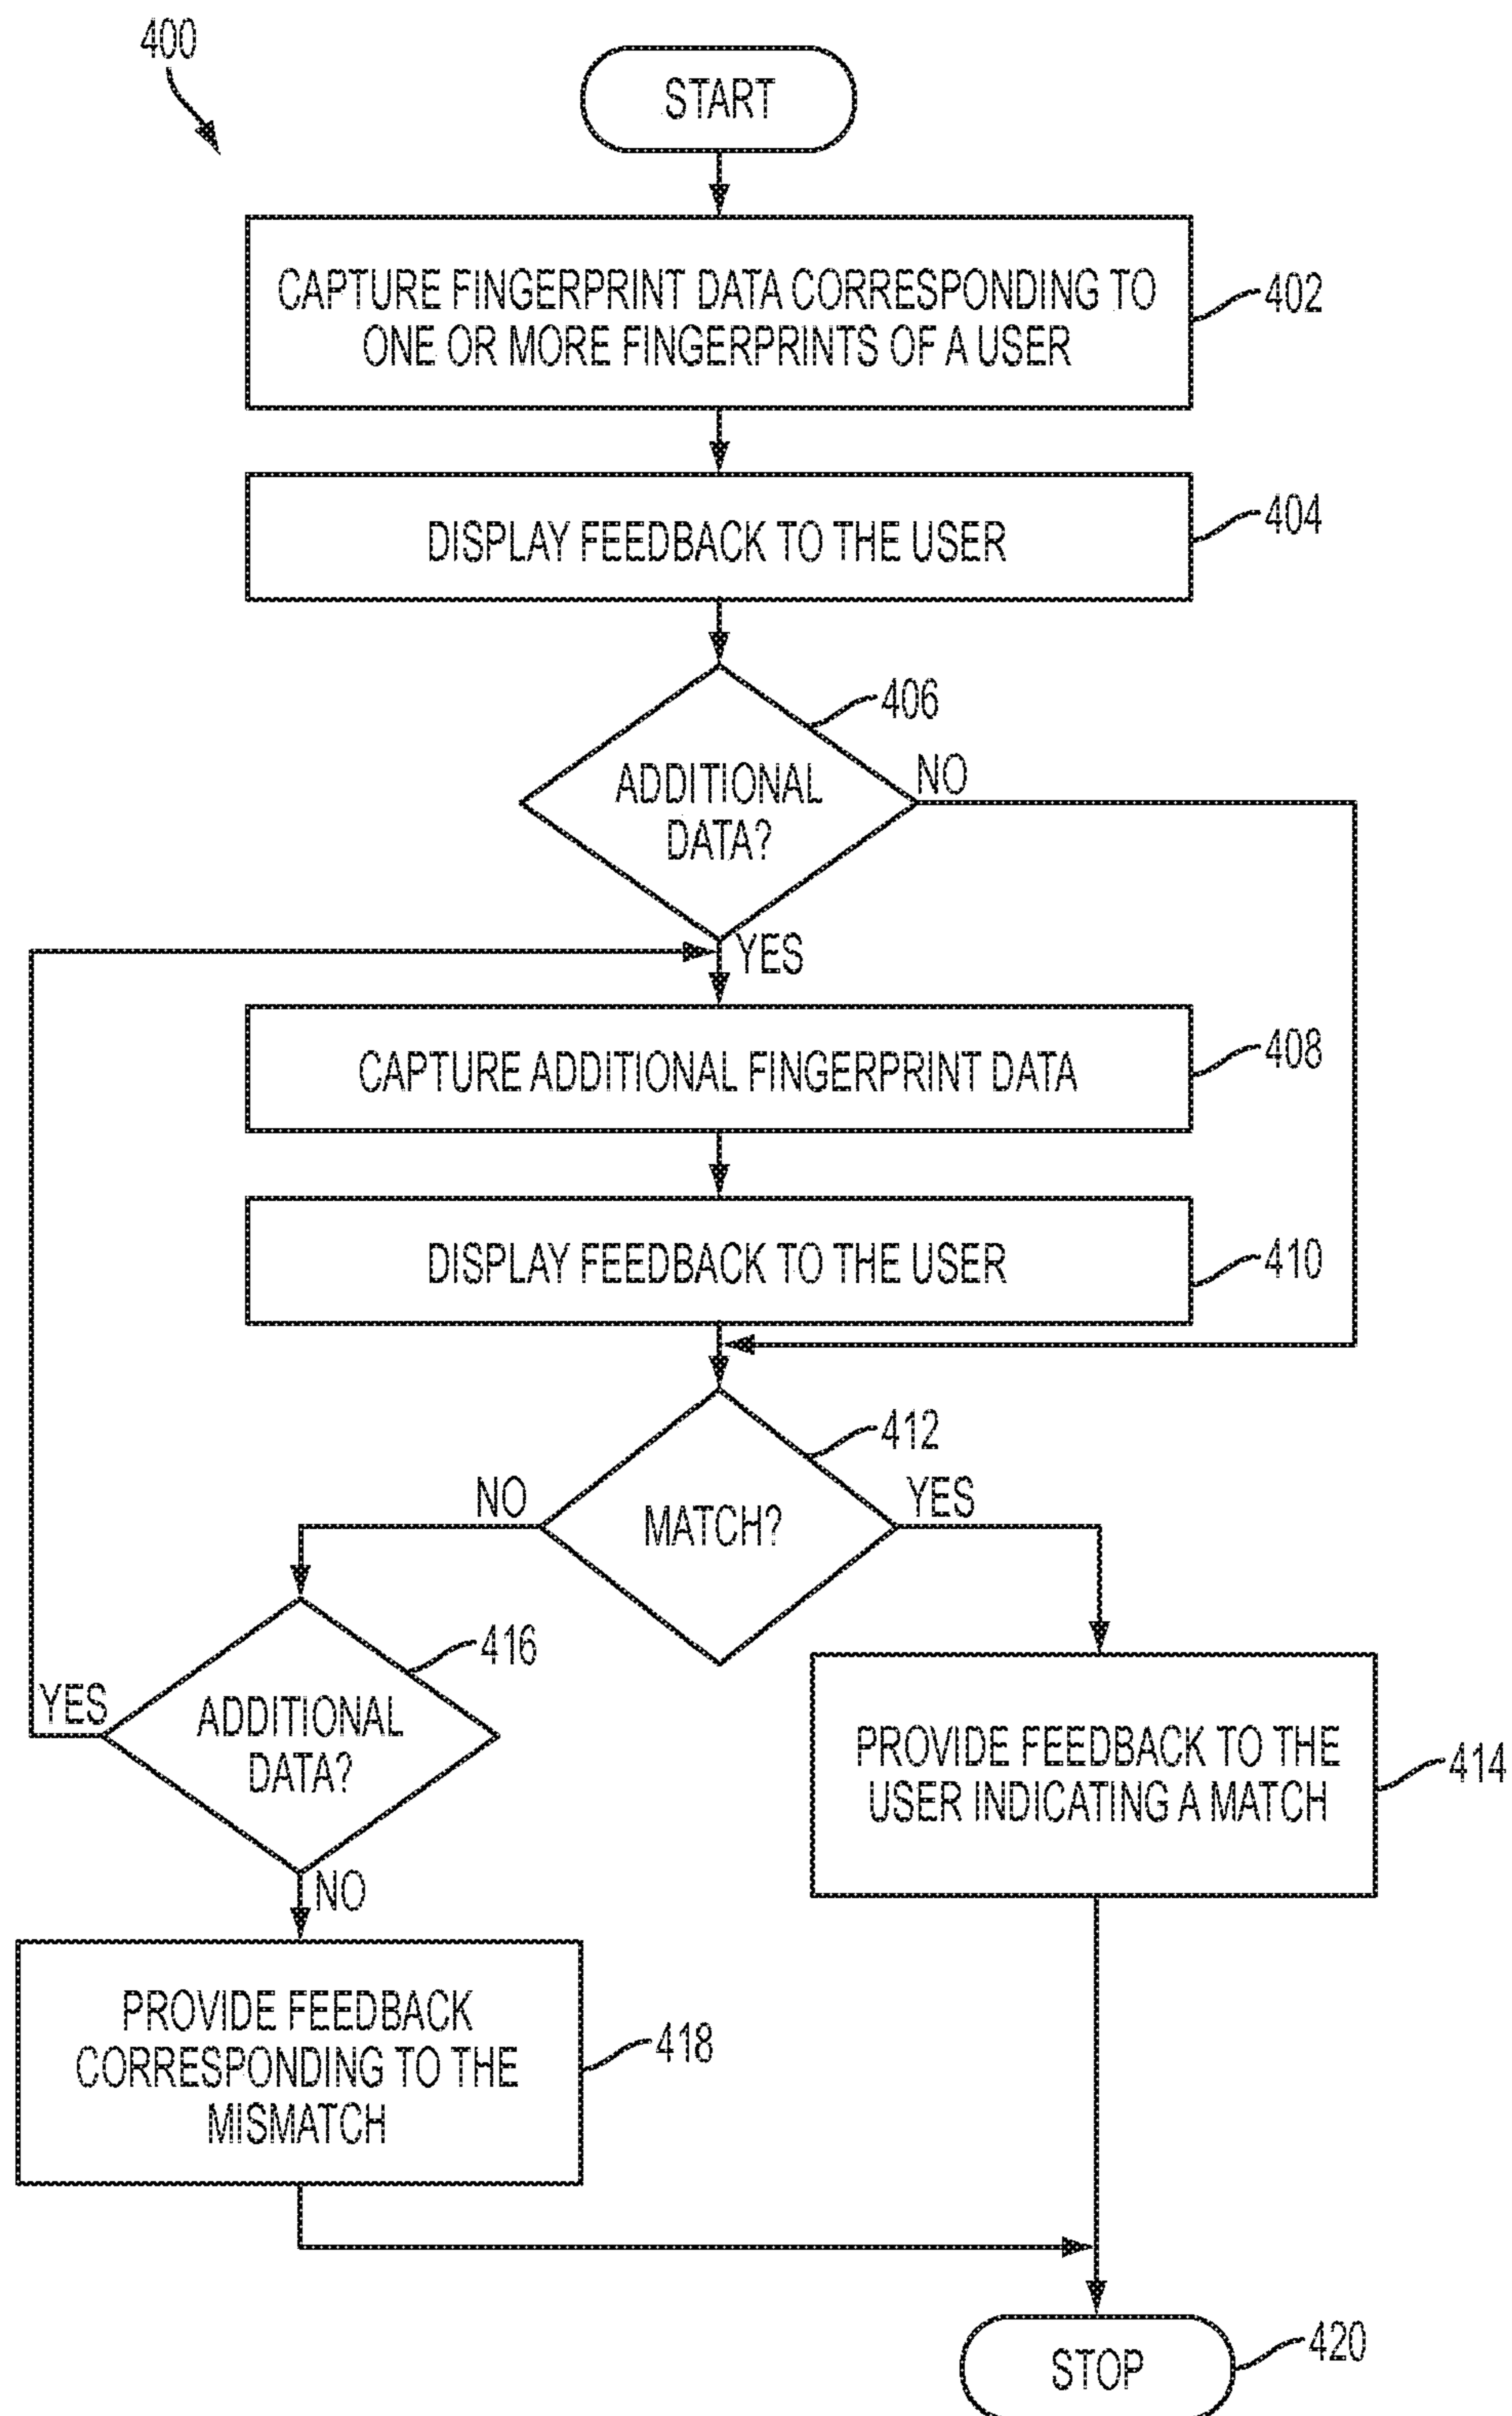 400
START
CAPTURE FINGERPRINT DATA CORRESPONDING TO
ONE OR MORE FINGERPRINTS OF A USER
402
DISPLAY FEEDBACK TO THE USER
404
406
ADDITIONAL
DATA?
NO
YES
CAPTURE ADDITIONAL FINGERPRINT DATA
408
DISPLAY FEEDBACK TO THE USER
410
412
MATCH?
NO
YES
416
ADDITIONAL
DATA?
YES
NO
PROVIDE FEEDBACK TO THE
USER INDICATING A MATCH
414
PROVIDE FEEDBACK
CORRESPONDING TO THE
MISMATCH
418
STOP
420